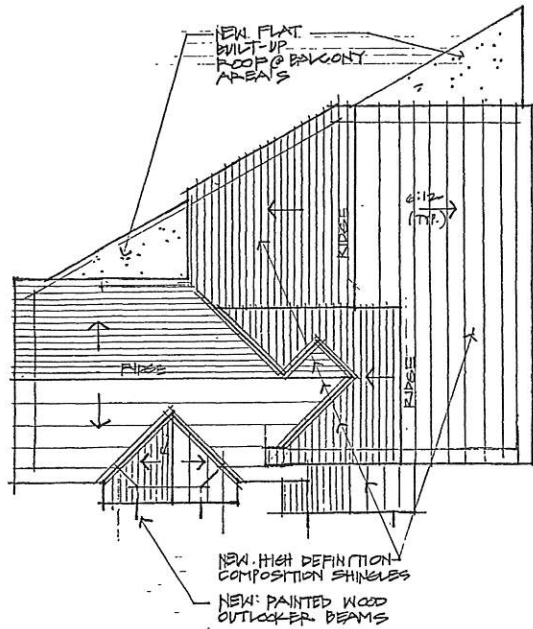 NEW FLAT
BUILT-UP
ROOF @ BALCONY
AREAS
6:12
(TYP.)
RIDGE
RIDGE
RIDGE
NEW HIGH DEFINITION
COMPOSITION SHINGLES
NEW: PAINTED WOOD
OUTLOOKER BEAMS